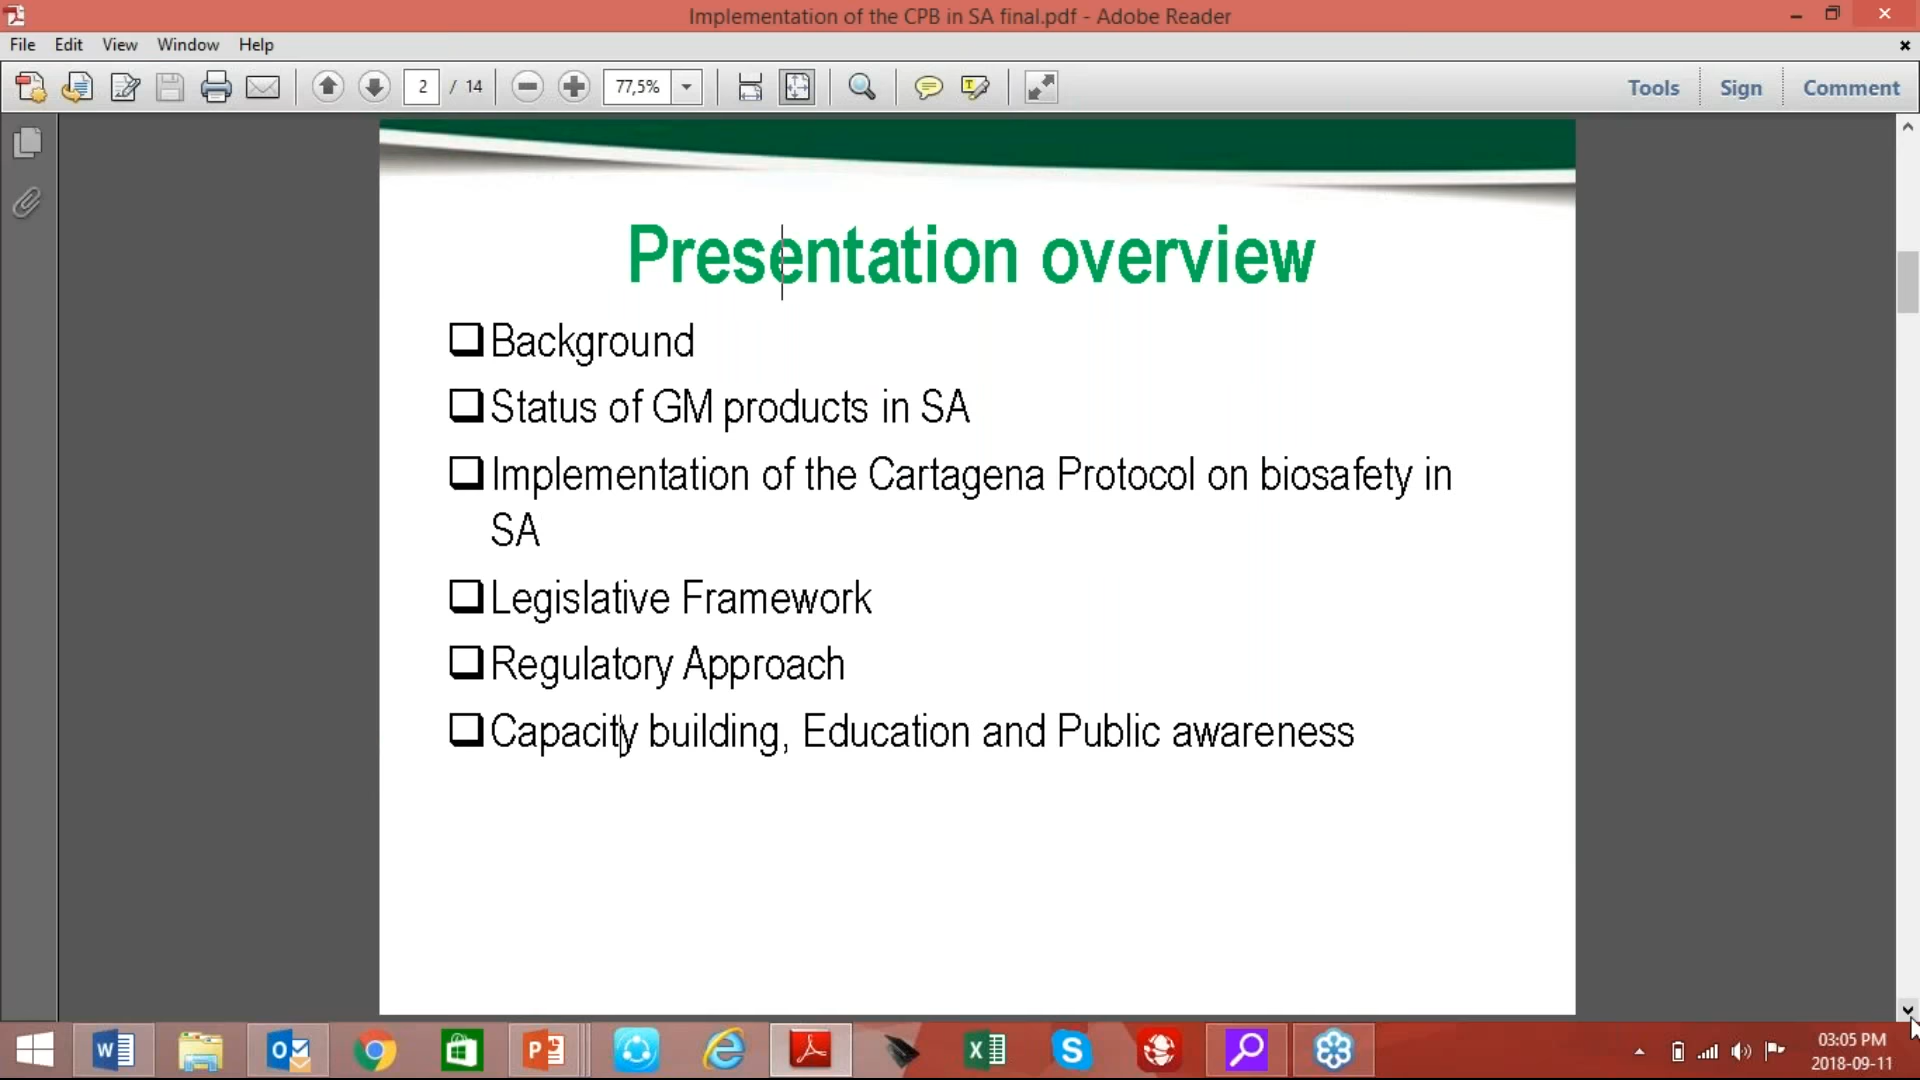 Implementation of the CPB in SA final.pdf - Adobe Reader
File Edit View Window Help
2 / 14 77,5% Tools Sign Comment
Presentation overview
Background
Status of GM products in SA
Implementation of the Cartagena Protocol on biosafety in
SA
Legislative Framework
Regulatory Approach
Capacity building, Education and Public awareness
03:05 PM
2018-09-11